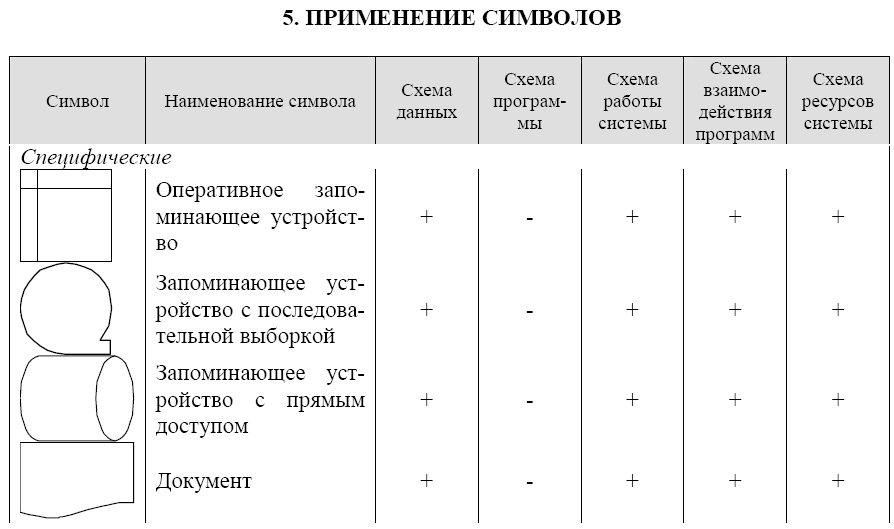 5. ПРИМЕНЕНИЕ СИМВОЛОВ
Символ
Наименование символа
Схема
данных
Схема
програм-
мы
Схема
работы
системы
Схема
взаимо-
действия
программ
Схема
ресурсов
системы
Специфические
Оперативное запо-
минающее устройст-
во
+ - + + +
Запоминающее уст-
ройство с последова-
тельной выборкой
+ - + + +
Запоминающее уст-
ройство с прямым
доступом
+ - + + +
Документ
+ - + + +